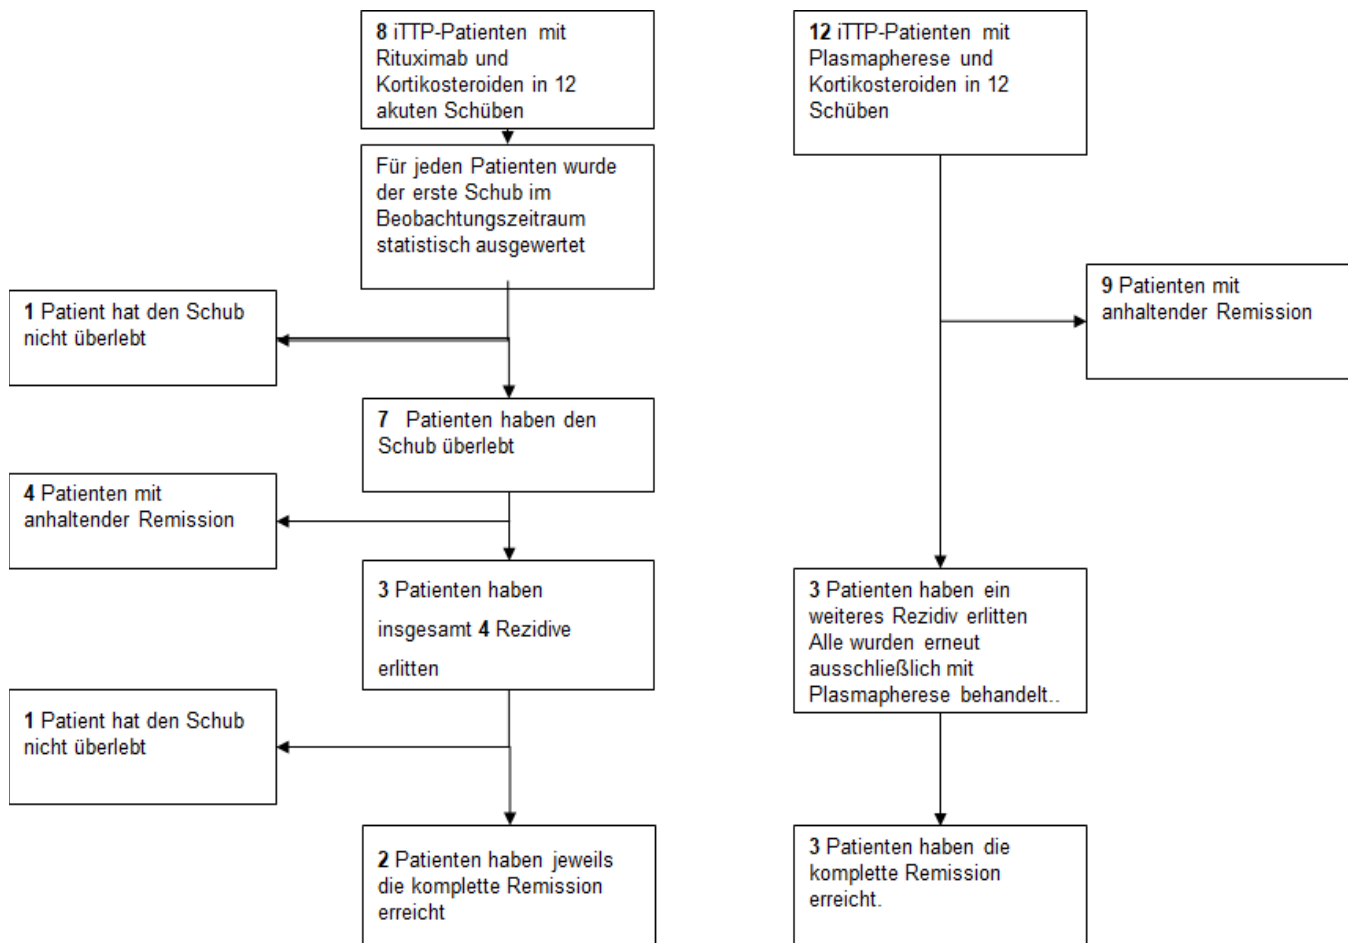 8 iTTP-Patienten mit
Rituximab und
Kortikosteroiden in 12
akuten Schüben
Für jeden Patienten wurde
der erste Schub im
Beobachtungszeitraum
statistisch ausgewertet
1 Patient hat den Schub
nicht überlebt
7 Patienten haben den
Schub überlebt
4 Patienten mit
anhaltender Remission
3 Patienten haben
insgesamt 4 Rezidive
erlitten
1 Patient hat den Schub
nicht überlebt
2 Patienten haben jeweils
die komplette Remission
erreicht
12 iTTP-Patienten mit
Plasmapherese und
Kortikosteroiden in 12
Schüben
9 Patienten mit
anhaltender Remission
3 Patienten haben ein
weiteres Rezidiv erlitten
Alle wurden erneut
ausschließlich mit
Plasmapherese behandelt..
3 Patienten haben die
komplette Remission
erreicht.